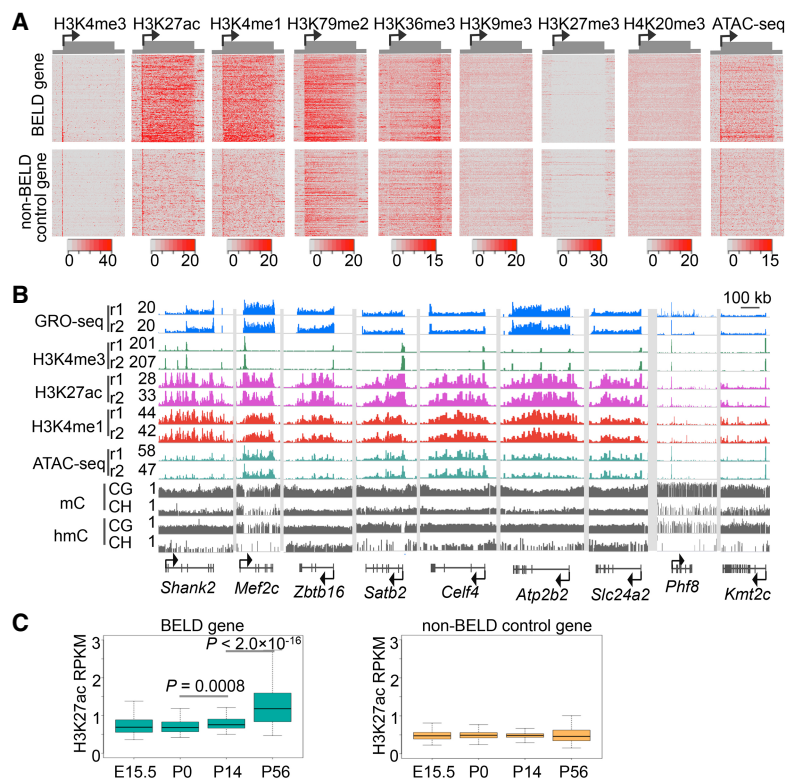 A
H3K4me3 H3K27ac H3K4me1 H3K79me2 H3K36me3 H3K9me3 H3K27me3 H4K20me3 ATAC-seq
BELD gene
non-BELD
control gene
0 40 0 20 0 20 0 20 0 15 0 20 0 30 0 20 0 15
B
100 kb
GRO-seq r1 20
r2 20
H3K4me3 r1 201
r2 207
H3K27ac r1 28
r2 33
H3K4me1 r1 44
r2 42
ATAC-seq r1 58
r2 47
mC CG 1
CH 1
hmC CG 1
CH 1
Shank2 Mef2c Zbtb16 Satb2 Celf4 Atp2b2 Slc24a2 Phf8 Kmt2c
C
BELD gene
H3K27ac RPKM
3
2
1
0
P = 0.0008
P < 2.0×10-16
E15.5 P0 P14 P56
non-BELD control gene
H3K27ac RPKM
3
2
1
0
E15.5 P0 P14 P56